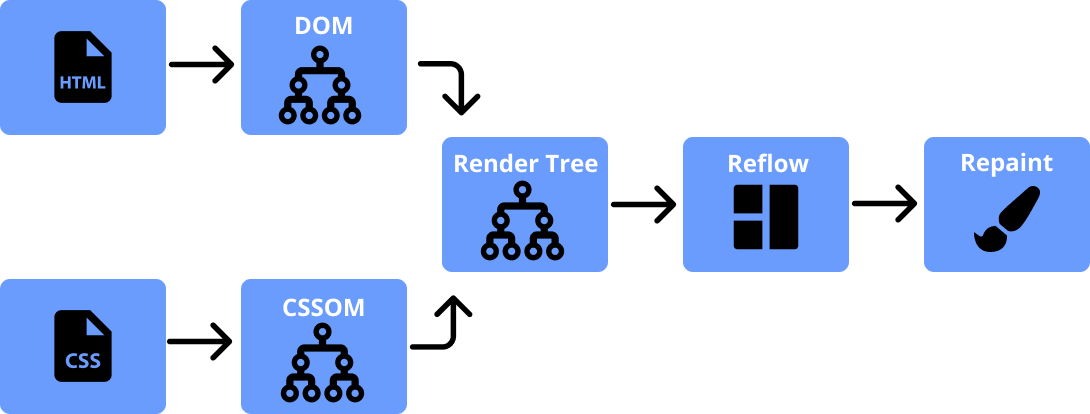 HTML
DOM
Render Tree
Reflow
Repaint
CSS
CSSOM